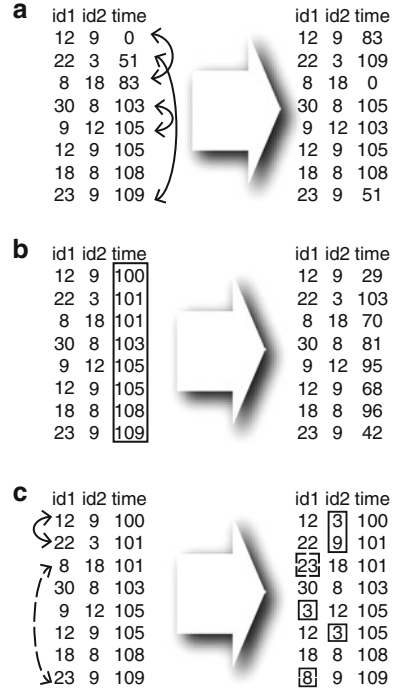 a
id1 id2 time
12 9 0
22 3 51
8 18 83
30 8 103
9 12 105
12 9 105
18 8 108
23 9 109
id1 id2 time
12 9 83
22 3 109
8 18 0
30 8 105
9 12 103
12 9 105
18 8 108
23 9 51
b
id1 id2 time
12 9 100
22 3 101
8 18 101
30 8 103
9 12 105
12 9 105
18 8 108
23 9 109
id1 id2 time
12 9 29
22 3 103
8 18 70
30 8 81
9 12 95
12 9 68
18 8 96
23 9 42
c
id1 id2 time
12 9 100
22 3 101
8 18 101
30 8 103
9 12 105
12 9 105
18 8 108
23 9 109
id1 id2 time
12 3 100
22 9 101
23 18 101
30 8 103
3 12 105
12 3 105
18 8 108
8 9 109